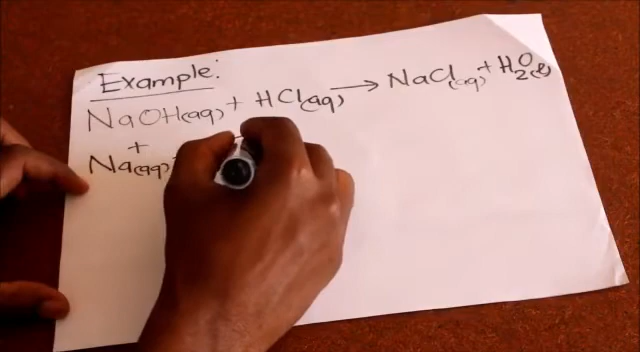 Example:
NaOH(aq) + HCl(aq) → NaCl(aq) + H₂O(l)
Na⁺(aq)